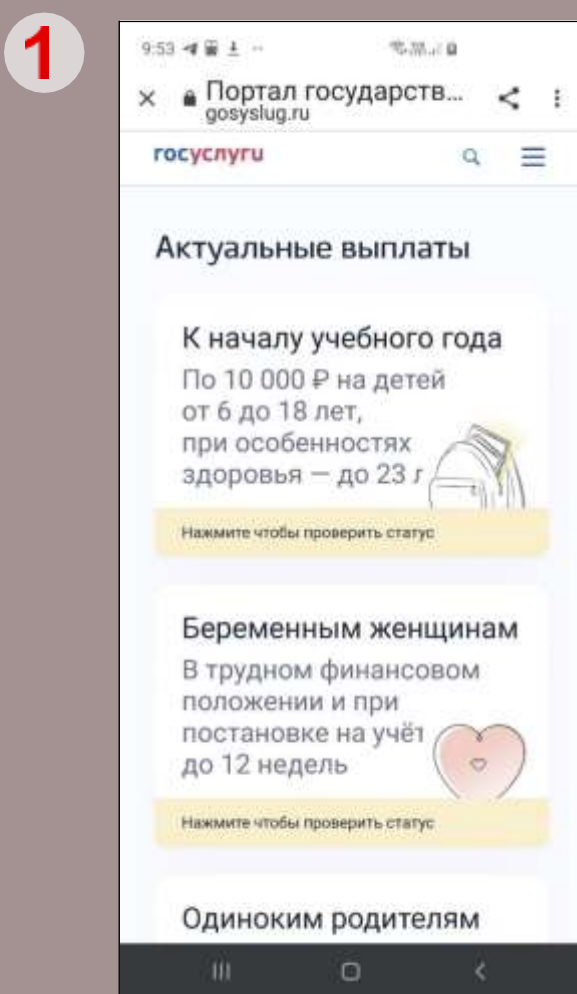 1
9:53
Портал государств...
gosyslug.ru
госуслуги
Актуальные выплаты
К началу учебного года
По 10 000 ₽ на детей
от 6 до 18 лет,
при особенностях
здоровья — до 23 г
Нажмите чтобы проверить статус
Беременным женщинам
В трудном финансовом
положении и при
постановке на учёт
до 12 недель
Нажмите чтобы проверить статус
Одиноким родителям